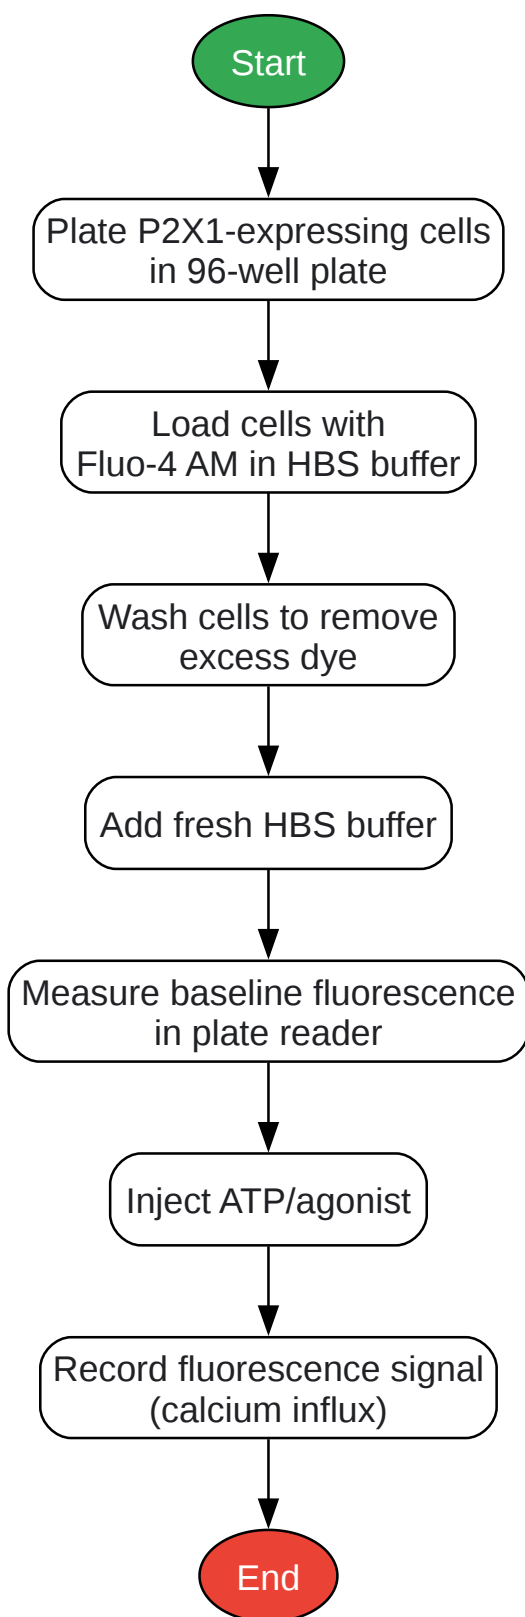 Start
Plate P2X1-expressing cells
in 96-well plate
Load cells with
Fluo-4 AM in HBS buffer
Wash cells to remove
excess dye
Add fresh HBS buffer
Measure baseline fluorescence
in plate reader
Inject ATP/agonist
Record fluorescence signal
(calcium influx)
End